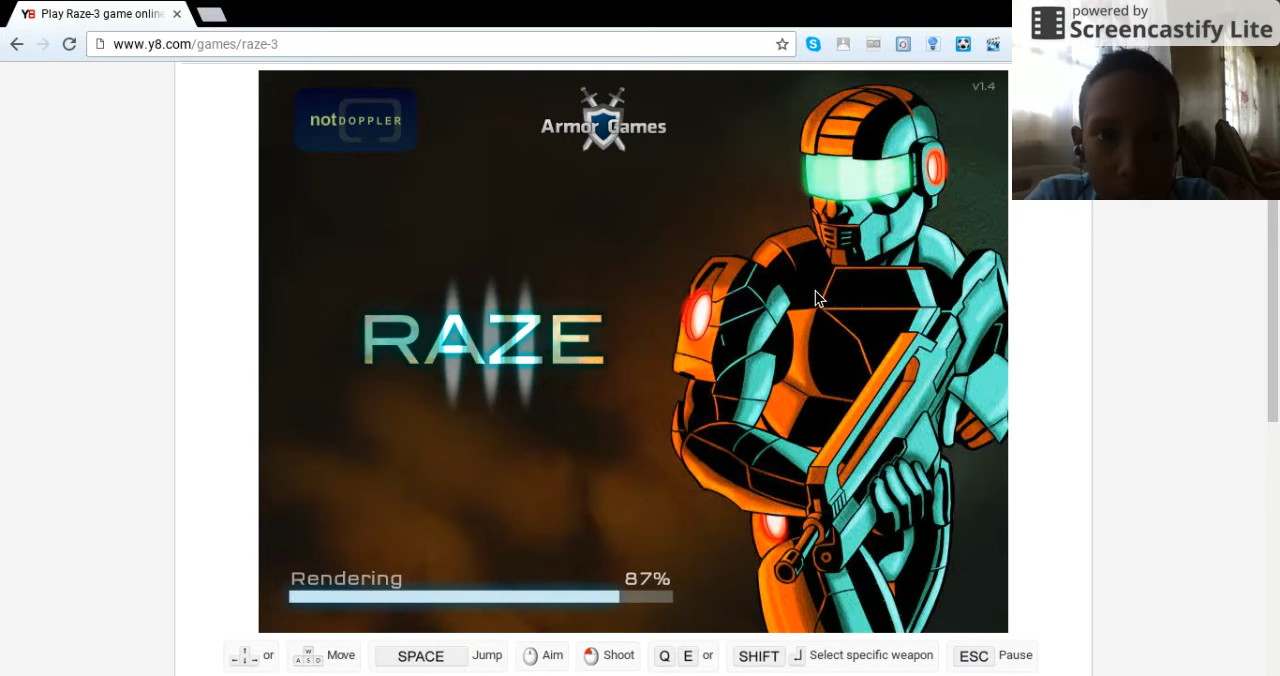 Y8 Play Raze-3 game online
powered by
Screencastify Lite
www.y8.com/games/raze-3
notDOPPLER
Armor Games
v1.4
RAZE
Rendering 87%
or W A S D Move SPACE Jump Aim Shoot Q E or SHIFT Select specific weapon ESC Pause